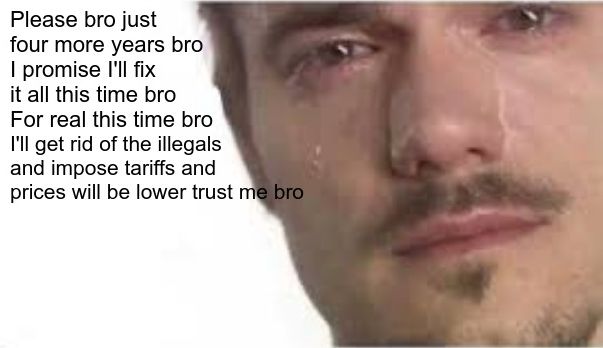 Please bro just
four more years bro
I promise I'll fix
it all this time bro
For real this time bro
I'll get rid of the illegals
and impose tariffs and
prices will be lower trust me bro